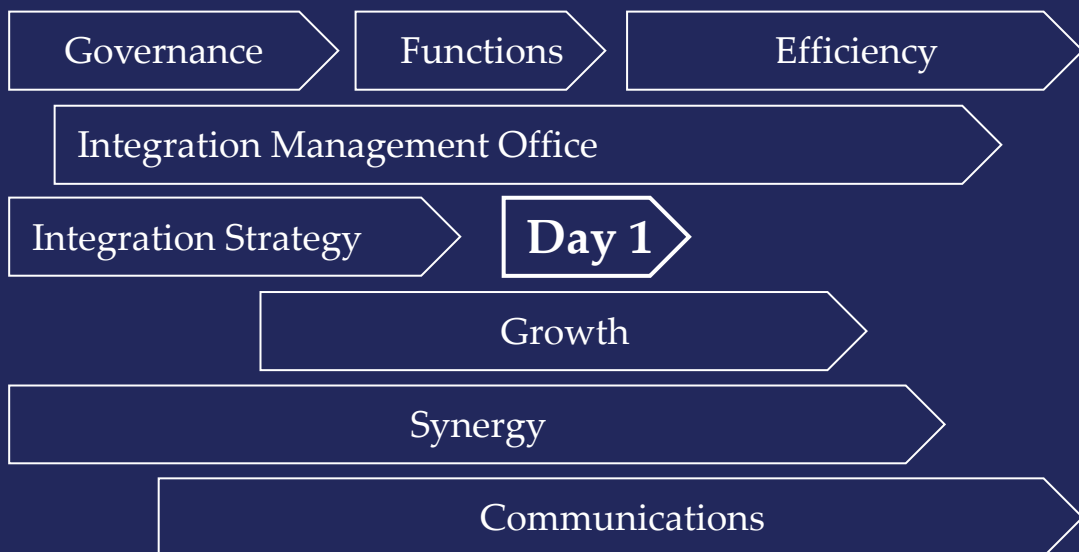 Governance
Functions
Efficiency
Integration Management Office
Integration Strategy
Day 1
Growth
Synergy
Communications